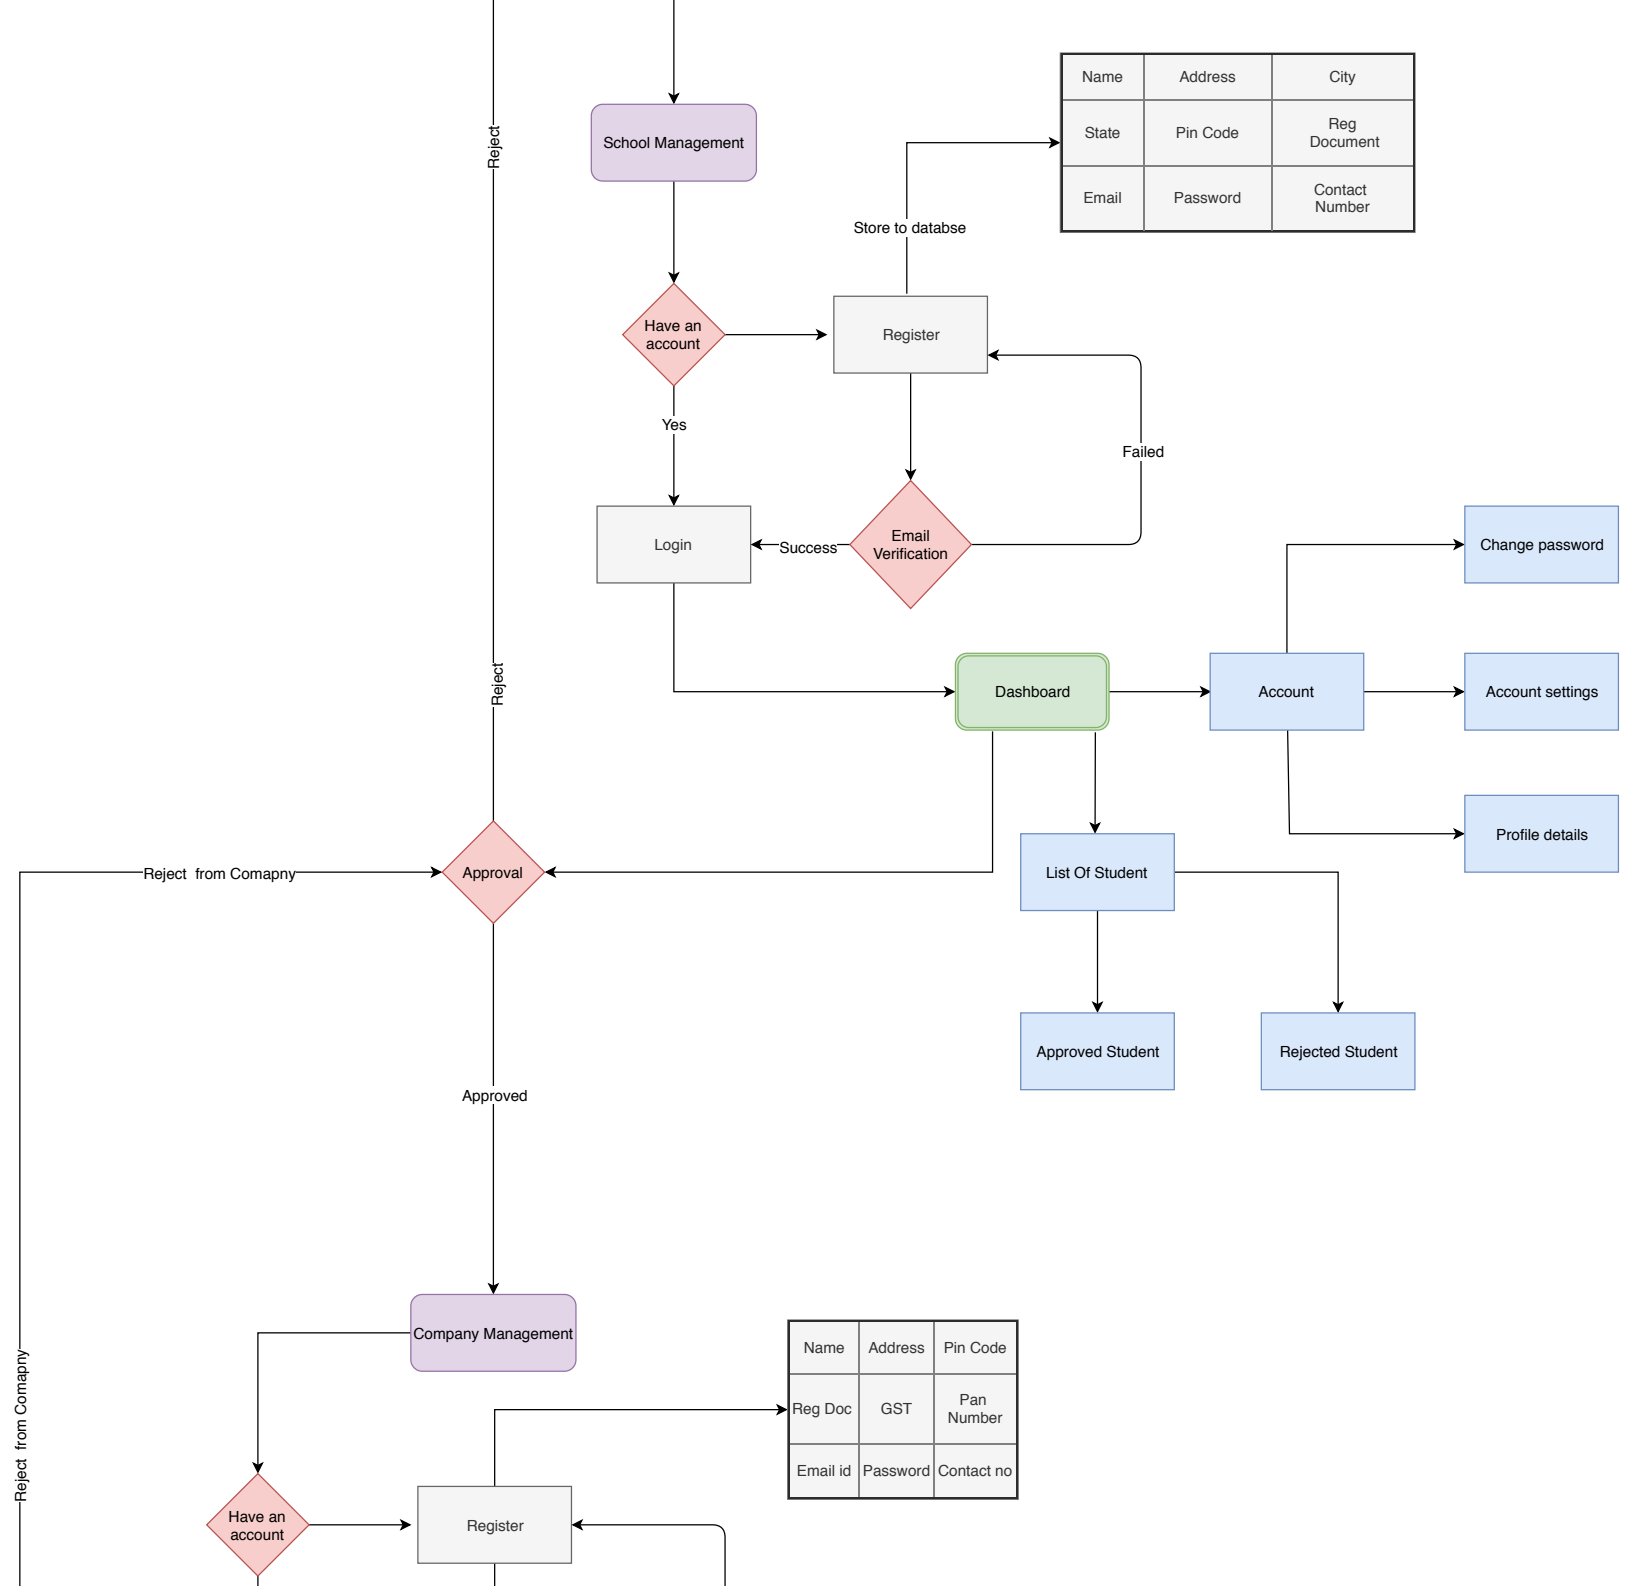 Reject
School Management
Name
Address
City
State
Pin Code
Reg
Document
Email
Password
Contact
Number
Store to databse
Have an
account
Register
Yes
Failed
Login
Success
Email
Verification
Change password
Reject
Dashboard
Account
Account settings
Profile details
Reject  from Comapny
Approval
List Of Student
Approved Student
Rejected Student
Approved
Company Management
Name
Address
Pin Code
Reg Doc
GST
Pan
Number
Email id
Password
Contact no
Reject  from Comapny
Have an
account
Register